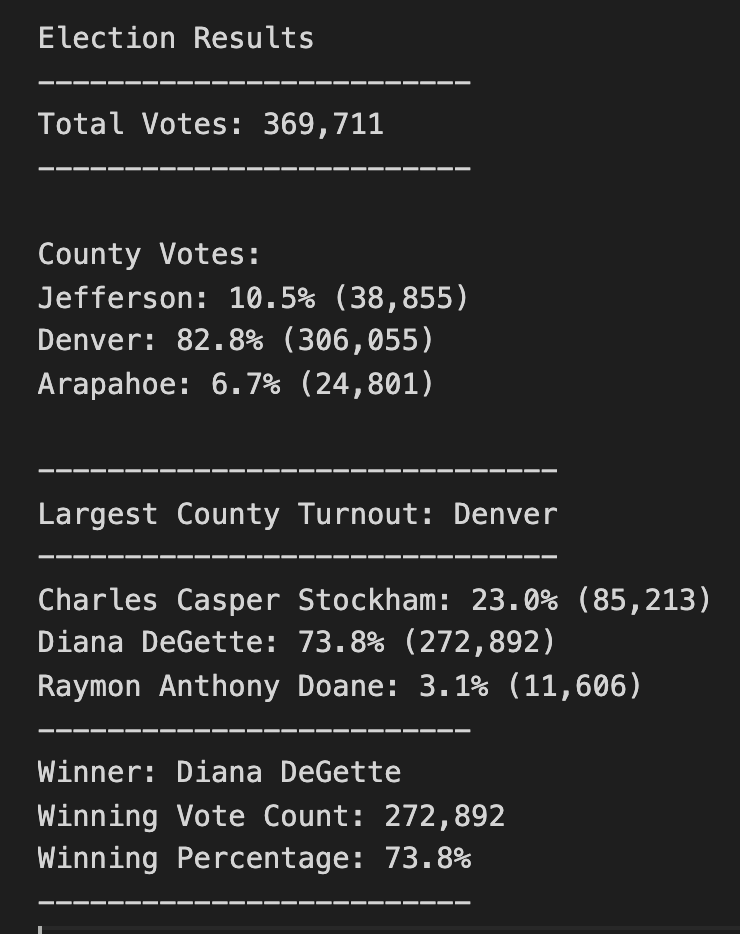 Election Results
-------------------------
Total Votes: 369,711
-------------------------
County Votes:
Jefferson: 10.5% (38,855)
Denver: 82.8% (306,055)
Arapahoe: 6.7% (24,801)
------------------------------
Largest County Turnout: Denver
------------------------------
Charles Casper Stockham: 23.0% (85,213)
Diana DeGette: 73.8% (272,892)
Raymon Anthony Doane: 3.1% (11,606)
-------------------------
Winner: Diana DeGette
Winning Vote Count: 272,892
Winning Percentage: 73.8%
-------------------------